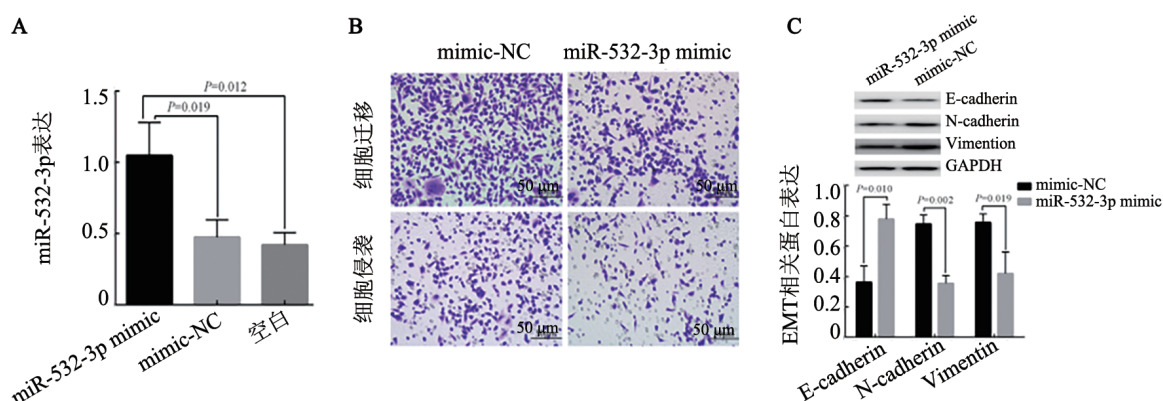 A
P=0.012
P=0.019
1.5
1.0
0.5
0
miR-532-3p表达
miR-532-3p mimic
mimic-NC
空白
B
mimic-NC
miR-532-3p mimic
细胞迁移
50 μm
50 μm
细胞侵袭
50 μm
50 μm
C
miR-532-3p mimic
mimic-NC
E-cadherin
N-cadherin
Vimention
GAPDH
mimic-NC
miR-532-3p mimic
P=0.010
P=0.002
P=0.019
0.8
0.6
0.4
0.2
0
EMT相关蛋白表达
E-cadherin
N-cadherin
Vimentin